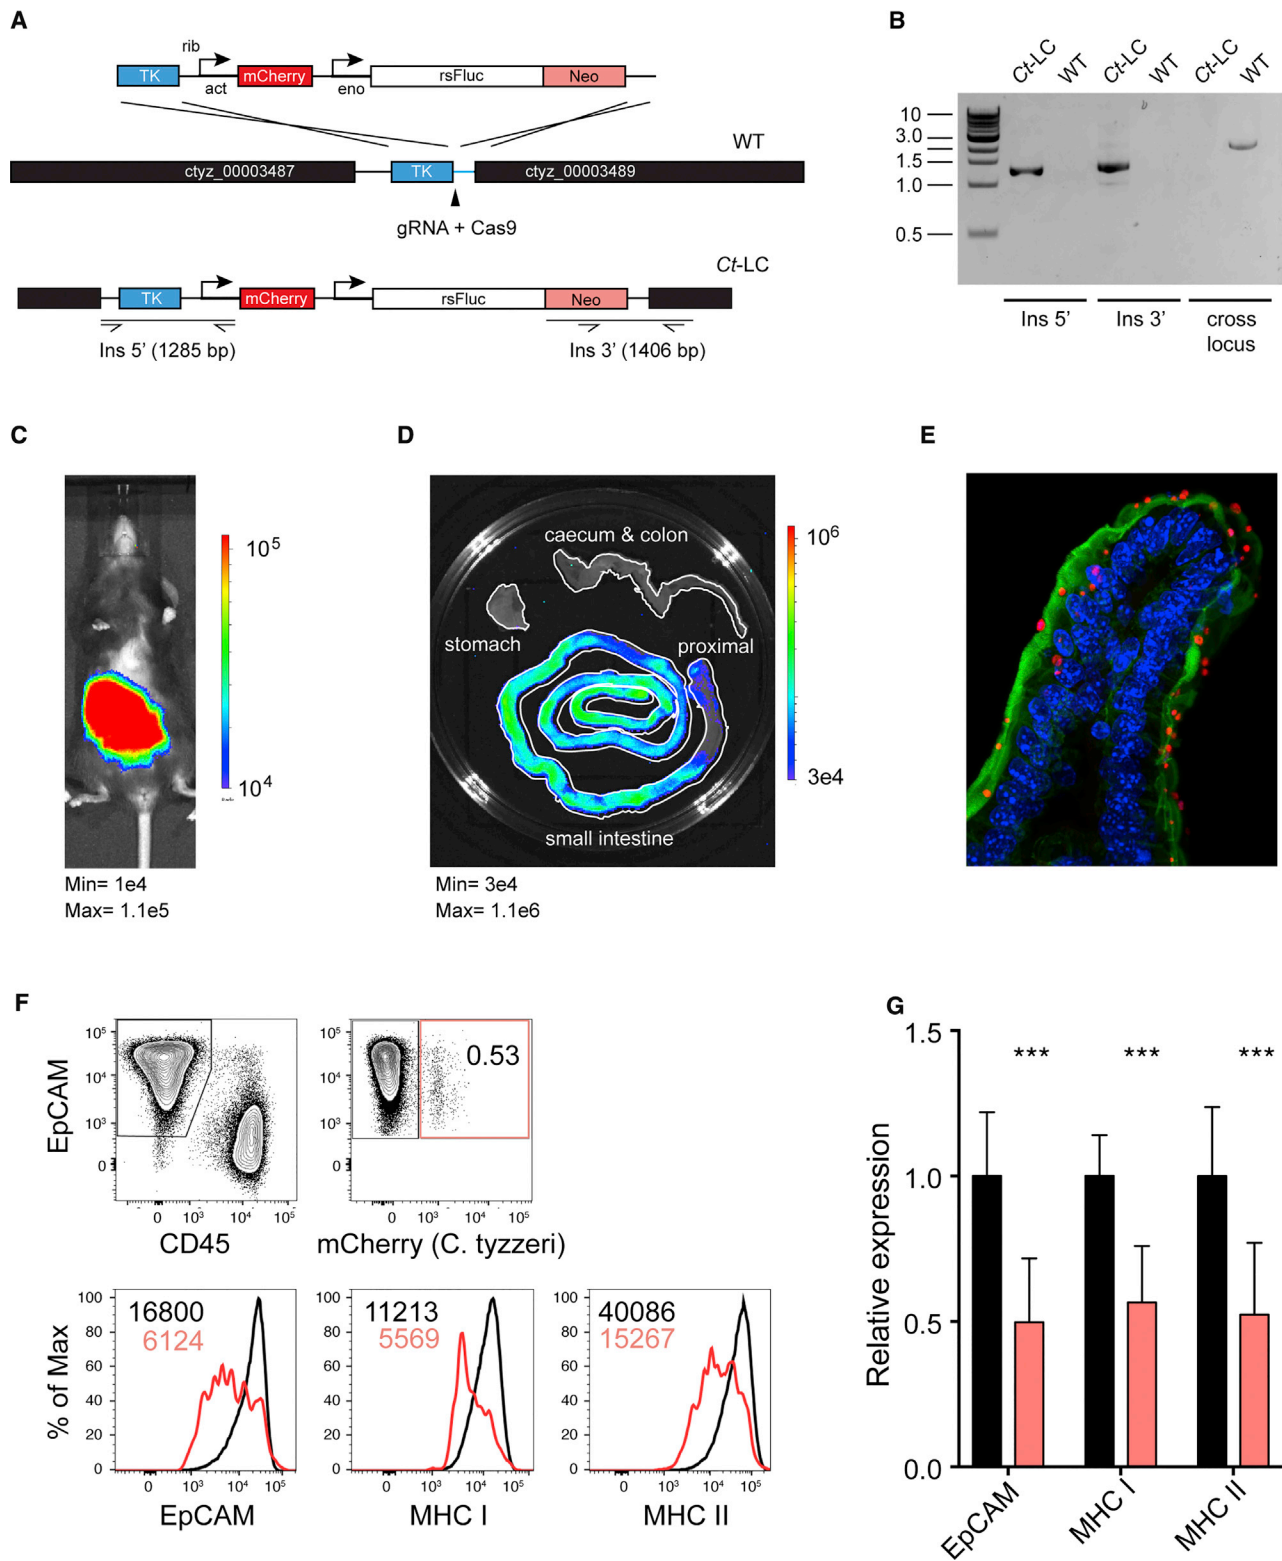 A
rib
TK
mCherry
rsFluc
Neo
act
eno
WT
ctyz_00003487
TK
ctyz_00003489
gRNA + Cas9
Ct-LC
TK
mCherry
rsFluc
Neo
Ins 5’ (1285 bp)
Ins 3’ (1406 bp)
B
Ct-LC
WT
Ct-LC
WT
Ct-LC
WT
10
3.0
1.5
1.0
0.5
Ins 5’
Ins 3’
cross
locus
C
10⁵
10⁴
Min= 1e4
Max= 1.1e5
D
caecum & colon
stomach
proximal
small intestine
10⁶
3e4
Min= 3e4
Max= 1.1e6
E
F
EpCAM
10⁵
10⁴
10³
0
0 10³ 10⁴ 10⁵
CD45
10⁵
10⁴
10³
0
0.53
0 10³ 10⁴ 10⁵
mCherry (C. tyzzeri)
% of Max
100
80
60
40
20
0
16800
6124
0 10³ 10⁴ 10⁵
EpCAM
100
80
60
40
20
0
11213
5569
0 10³ 10⁴ 10⁵
MHC I
100
80
60
40
20
0
40086
15267
0 10³ 10⁴ 10⁵
MHC II
G
Relative expression
1.5
1.0
0.5
0.0
***
***
***
EpCAM
MHC I
MHC II